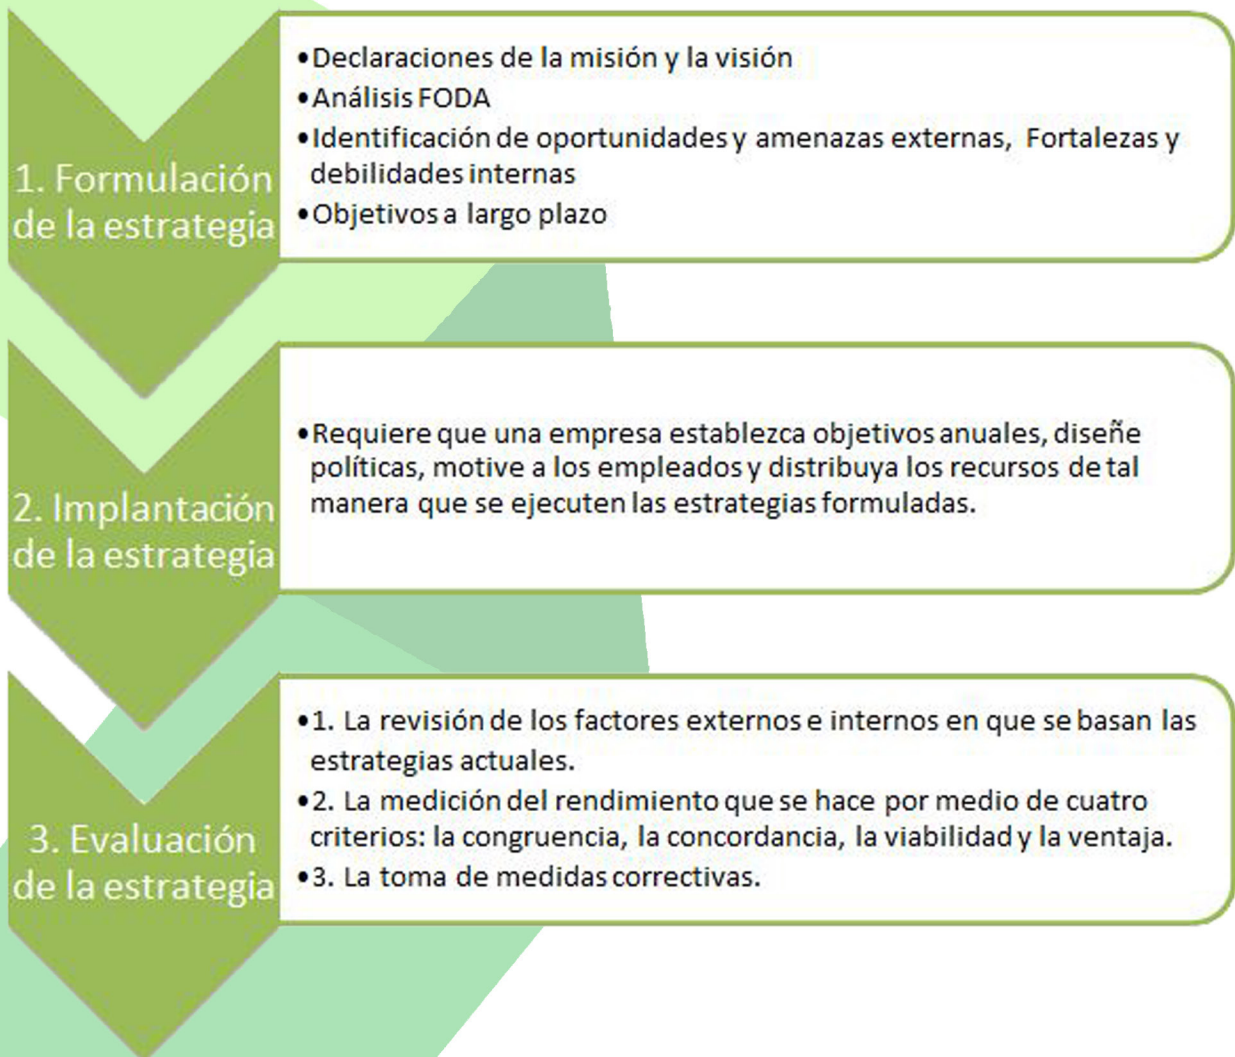 1. Formulación
de la estrategia
•Declaraciones de la misión y la visión
•Análisis FODA
•Identificación de oportunidades y amenazas externas, Fortalezas y
debilidades internas
•Objetivos a largo plazo
2. Implantación
de la estrategia
•Requiere que una empresa establezca objetivos anuales, diseñe
políticas, motive a los empleados y distribuya los recursos de tal
manera que se ejecuten las estrategias formuladas.
3. Evaluación
de la estrategia
•1. La revisión de los factores externos e internos en que se basan las
estrategias actuales.
•2. La medición del rendimiento que se hace por medio de cuatro
criterios: la congruencia, la concordancia, la viabilidad y la ventaja.
•3. La toma de medidas correctivas.